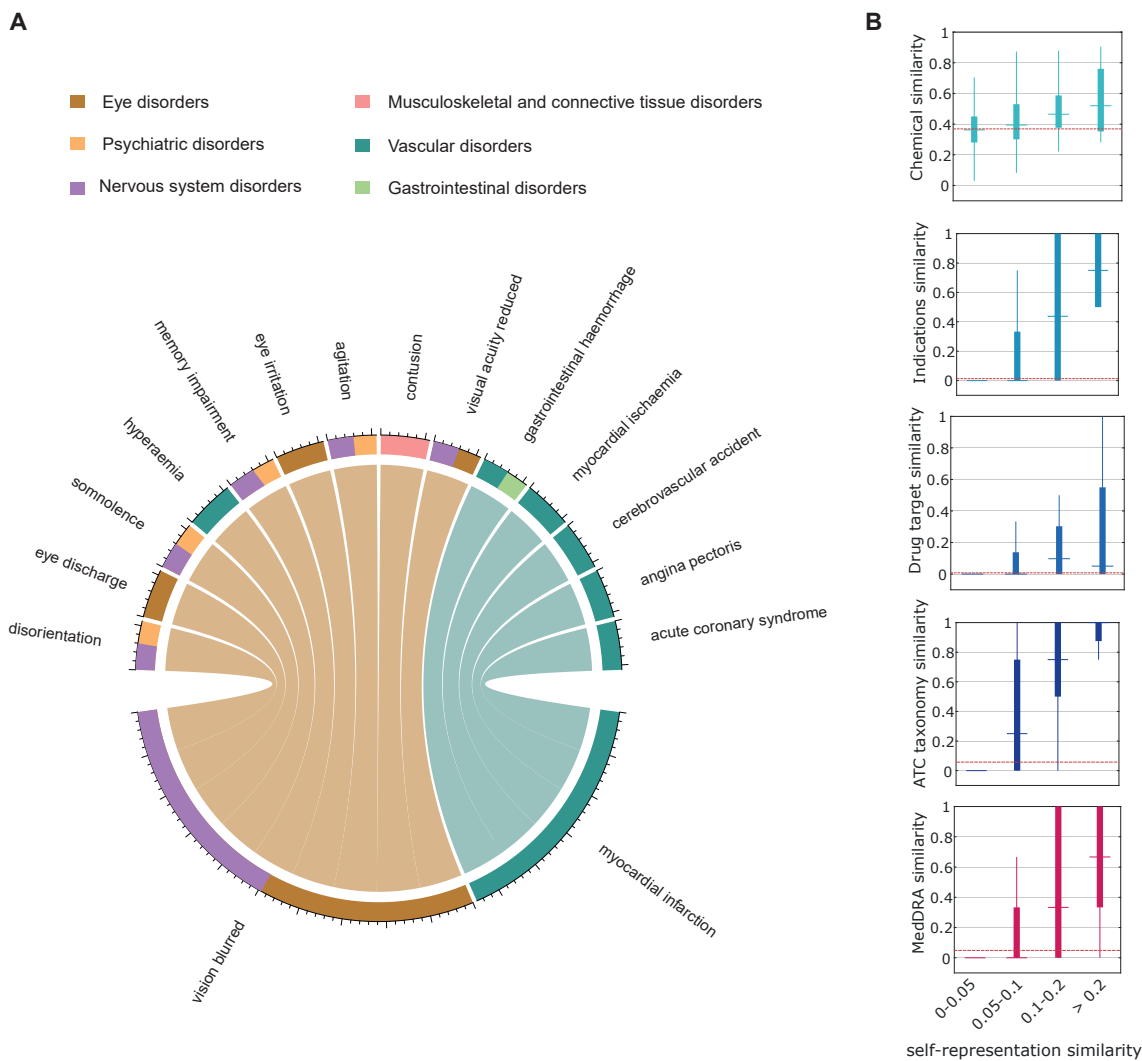 A
B
Eye disorders
Psychiatric disorders
Nervous system disorders
Musculoskeletal and connective tissue disorders
Vascular disorders
Gastrointestinal disorders
disorientation
eye discharge
somnolence
hyperaemia
memory impairment
eye irritation
agitation
contusion
visual acuity reduced
gastrointestinal haemorrhage
myocardial ischaemia
cerebrovascular accident
angina pectoris
acute coronary syndrome
myocardial infarction
vision blurred
Chemical similarity
1
0.8
0.6
0.4
0.2
0
Indications similarity
1
0.8
0.6
0.4
0.2
0
Drug target similarity
1
0.8
0.6
0.4
0.2
0
ATC taxonomy similarity
1
0.8
0.6
0.4
0.2
0
MedDRA similarity
1
0.8
0.6
0.4
0.2
0
0-0.05
0.05-0.1
0.1-0.2
> 0.2
self-representation similarity